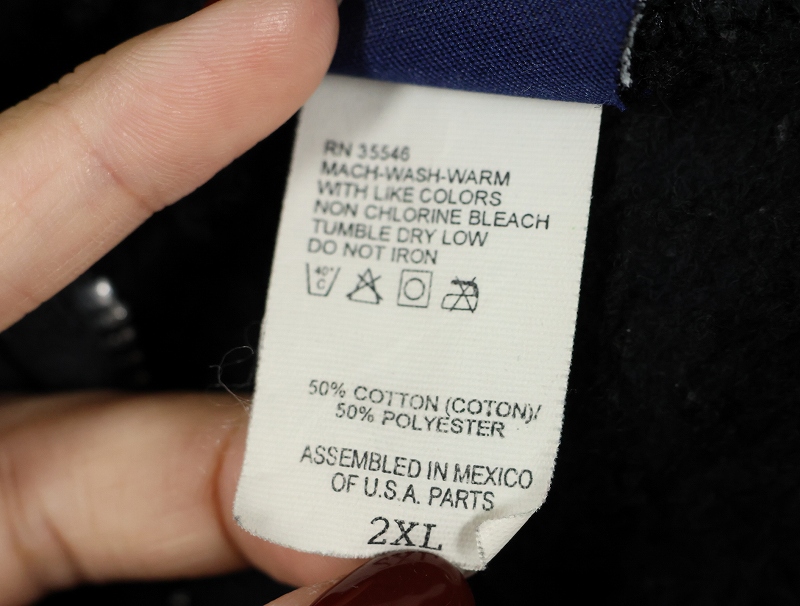 RN 35546
MACH-WASH-WARM
WITH LIKE COLORS
NON CHLORINE BLEACH
TUMBLE DRY LOW
DO NOT IRON
40°
C
50% COTTON (COTON)/
50% POLYESTER
ASSEMBLED IN MEXICO
OF U.S.A. PARTS
2XL